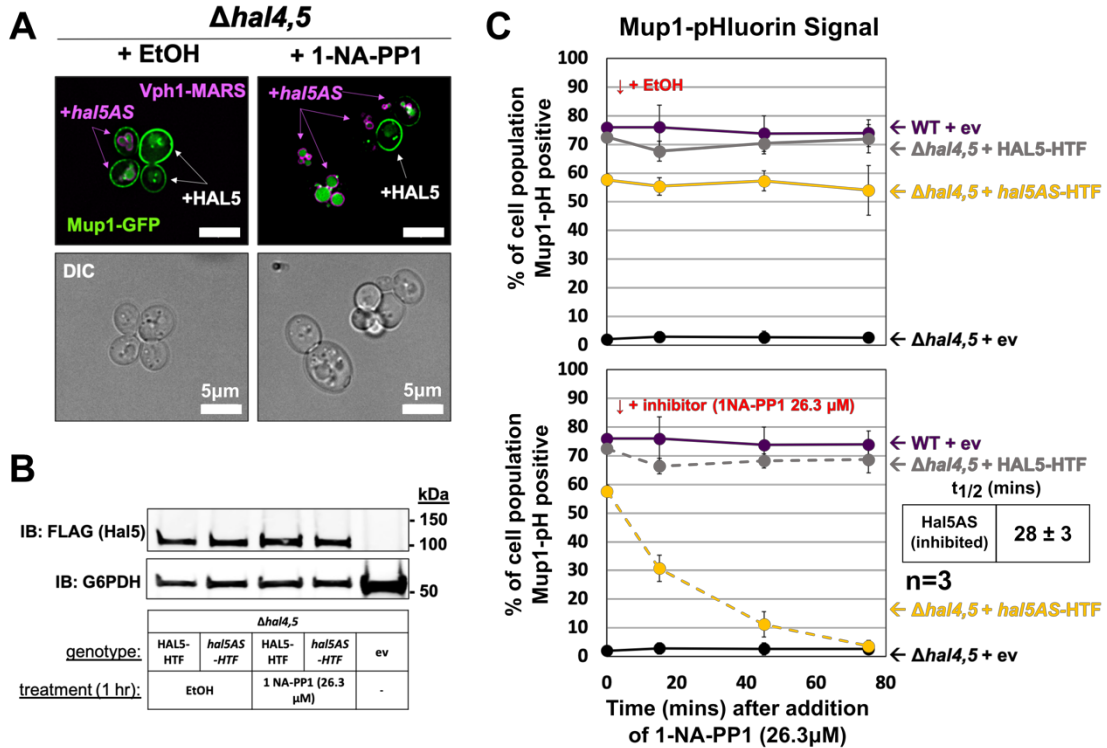 A
Δhal4,5
+ EtOH
+ 1-NA-PP1
Vph1-MARS
+hal5AS
+HAL5
Mup1-GFP
+hal5AS
+HAL5
DIC
5µm
5µm
B
kDa
IB: FLAG (Hal5)
150
100
IB: G6PDH
50
Δhal4,5
genotype:
HAL5-HTF
hal5AS-HTF
HAL5-HTF
hal5AS-HTF
ev
treatment (1 hr):
EtOH
1 NA-PP1 (26.3 µM)
-
C
Mup1-pHluorin Signal
% of cell population
Mup1-pH positive
100
90
80
70
60
50
40
30
20
10
0
↓ + EtOH
← WT + ev
← Δhal4,5 + HAL5-HTF
← Δhal4,5 + hal5AS-HTF
← Δhal4,5 + ev
% of cell population
Mup1-pH positive
100
90
80
70
60
50
40
30
20
10
0
↓ + inhibitor (1NA-PP1 26.3 µM)
← WT + ev
← Δhal4,5 + HAL5-HTF
t1/2 (mins)
Hal5AS
(inhibited)
28 ± 3
n=3
← Δhal4,5 + hal5AS-HTF
← Δhal4,5 + ev
0 20 40 60 80
Time (mins) after addition
of 1-NA-PP1 (26.3µM)